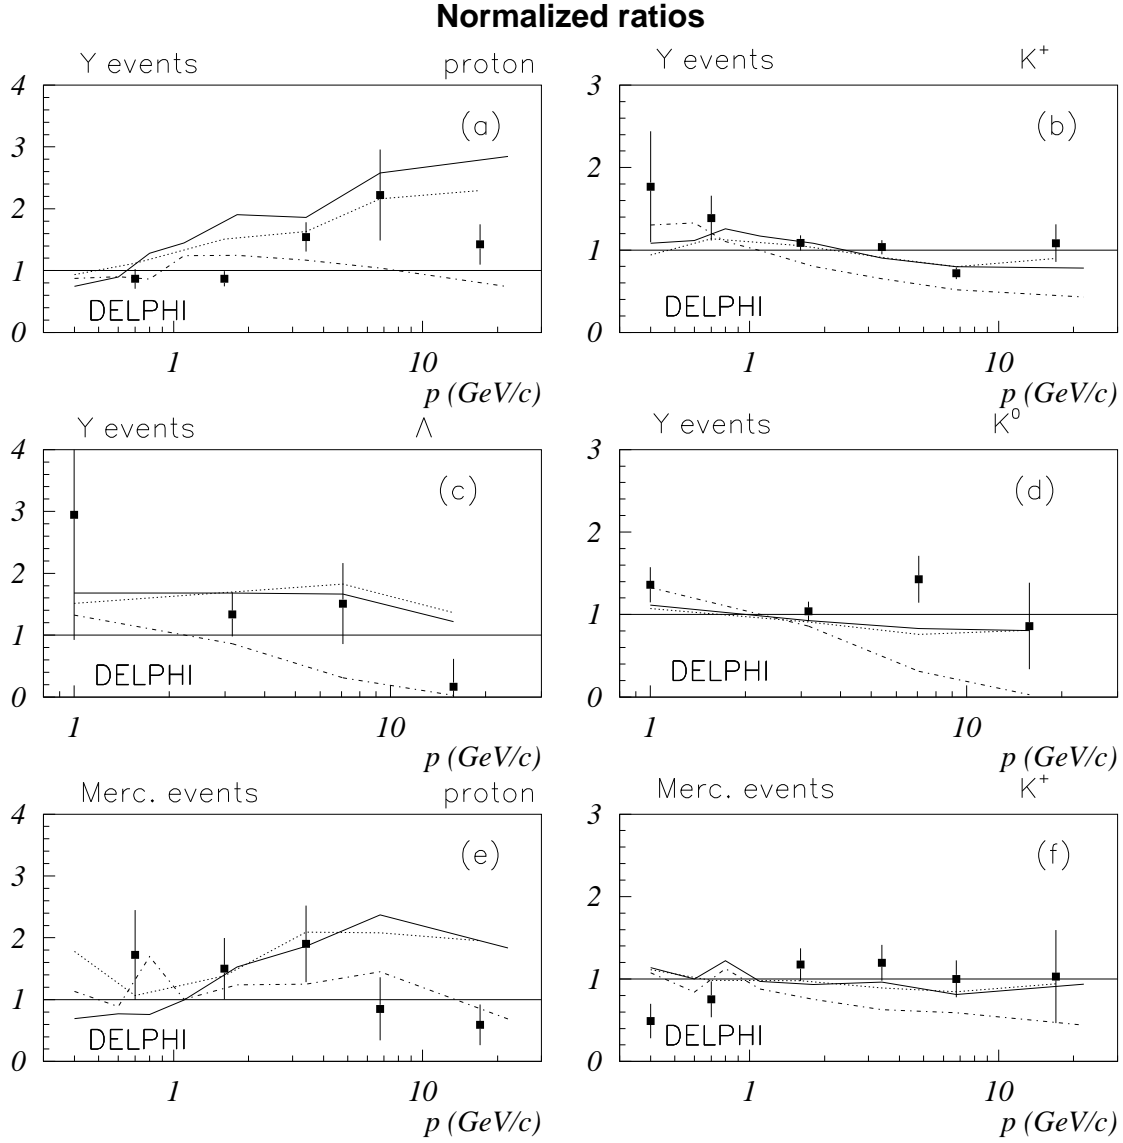 Normalized ratios
Y events proton
4
3
2
1
0
(a)
DELPHI
1 10
p (GeV/c)
Y events K+
3
2
1
0
(b)
DELPHI
1 10
p (GeV/c)
Y events Λ
4
3
2
1
0
(c)
DELPHI
1 10
p (GeV/c)
Y events K0
3
2
1
0
(d)
DELPHI
1 10
p (GeV/c)
Merc. events proton
4
3
2
1
0
(e)
DELPHI
1 10
p (GeV/c)
Merc. events K+
3
2
1
0
(f)
DELPHI
1 10
p (GeV/c)